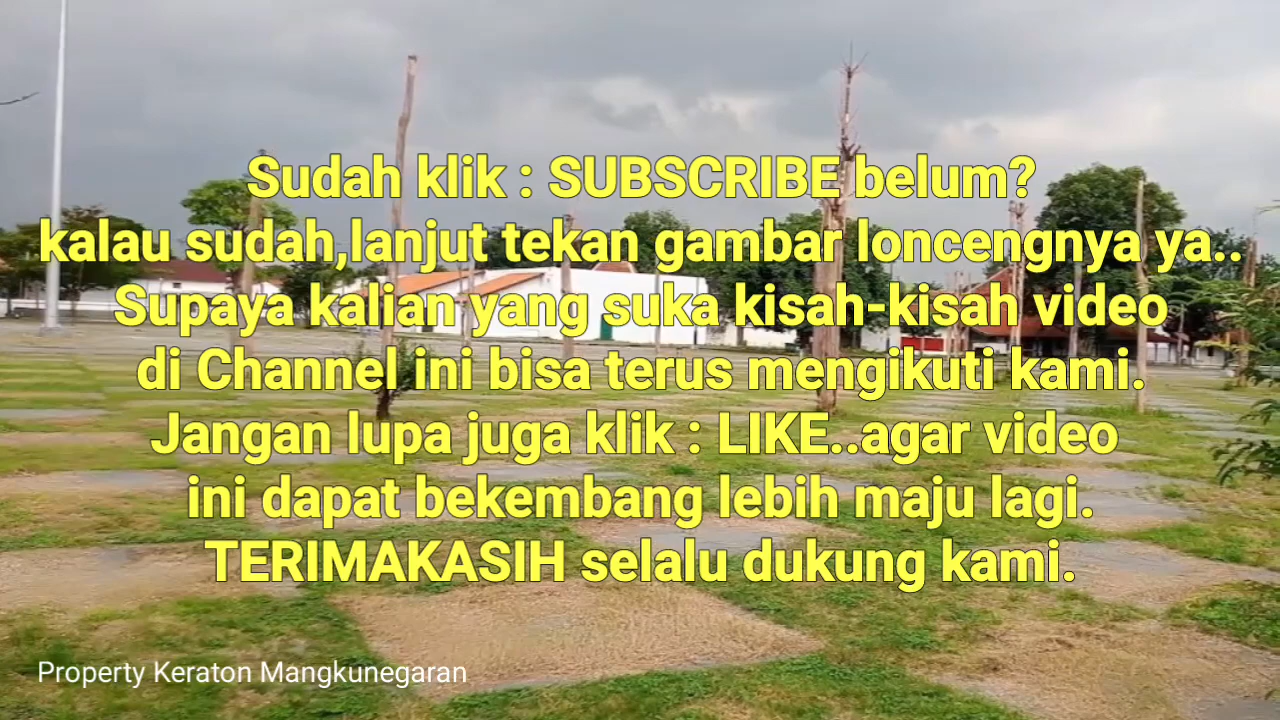 Sudah klik : SUBSCRIBE belum?
kalau sudah,lanjut tekan gambar loncengnya ya..
Supaya kalian yang suka kisah-kisah video
di Channel ini bisa terus mengikuti kami.
Jangan lupa juga klik : LIKE..agar video
ini dapat bekembang lebih maju lagi.
TERIMAKASIH selalu dukung kami.
Property Keraton Mangkunegaran